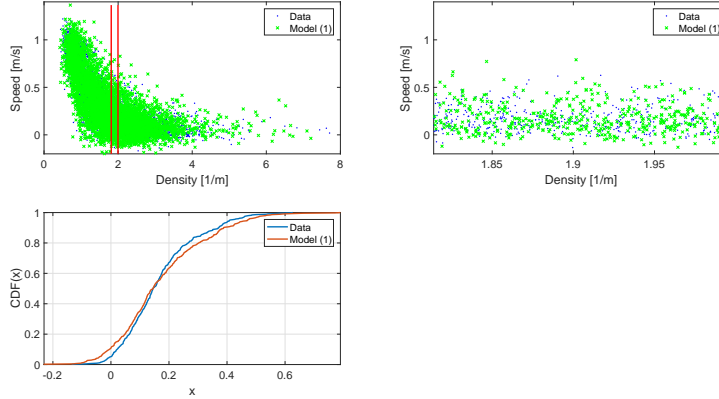 Data
Model (1)
1
0.5
0
Speed [m/s]
0 2 4 6 8
Density [1/m]
Data
Model (1)
1
0.5
0
Speed [m/s]
1.85 1.9 1.95
Density [1/m]
Data
Model (1)
1
0.8
0.6
0.4
0.2
0
CDF(x)
-0.2 0 0.2 0.4 0.6
x